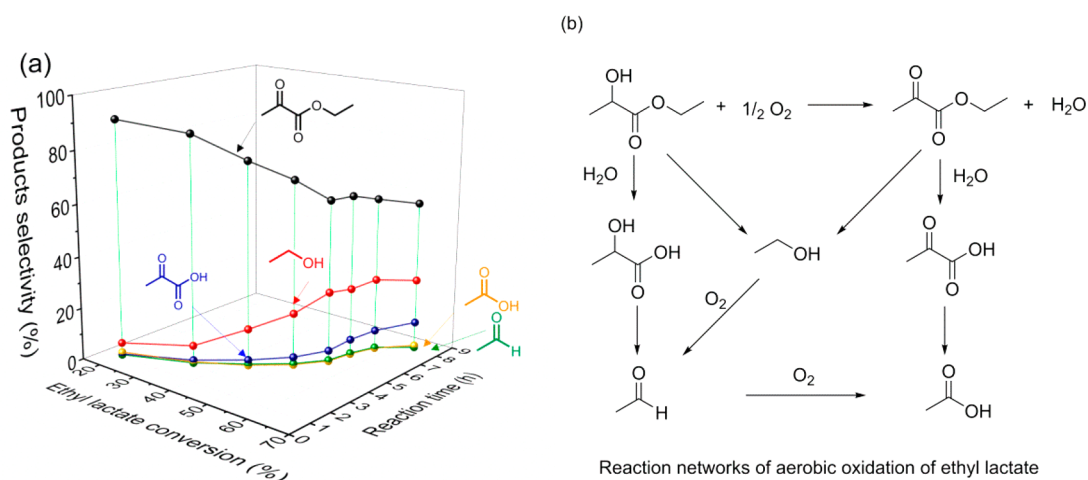 (a)
Products selectivity (%)
100
80
60
40
20
0
20
30
40
50
60
70
Ethyl lactate conversion (%)
0
1
2
3
4
5
6
7
8
9
Reaction time (h)
O
O
O
O
OH
O
OH
O
OH
O
H
(b)
OH
O
O
+ 1/2 O2
O
O
O
+ H2O
H2O
H2O
OH
OH
O
OH
O
OH
O
O2
O
H
O2
O
OH
Reaction networks of aerobic oxidation of ethyl lactate